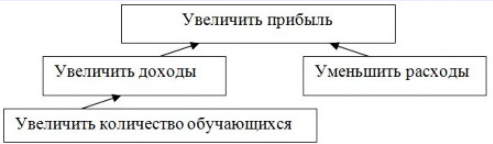 Увеличить прибыль
Увеличить доходы
Уменьшить расходы
Увеличить количество обучающихся